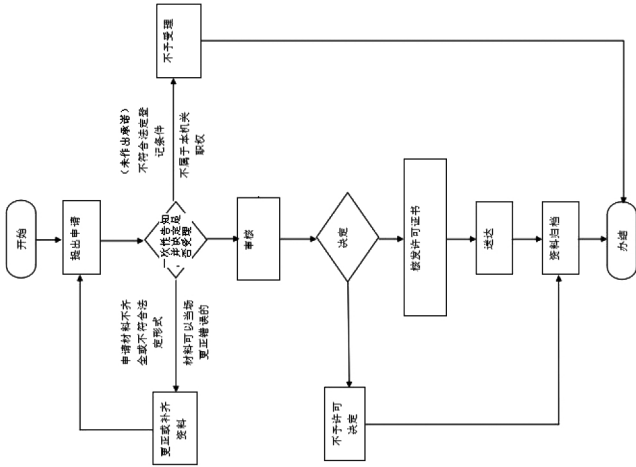 开始
提出申请
一次性告知
，并决定是
否受理
（未作出承诺）
不符合法定登
记条件
不属于本机关
职权
不予受理
申请材料不齐
全或不符合法
定形式
材料可以当场
更正错误的
更正或补齐
资料
审核
决定
不予许可
决定
核发许可证书
送达
资料归档
办结